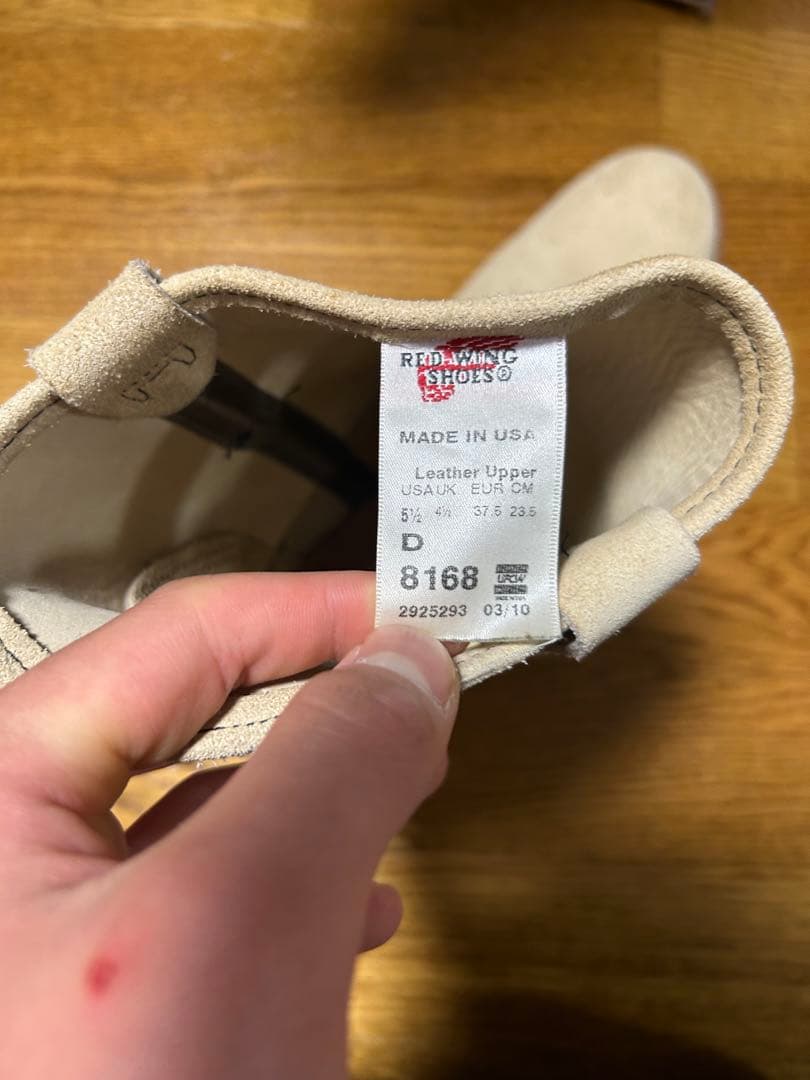 RED WING
SHOES®
MADE IN USA
Leather Upper
USA UK EUR CM
5½ 4½ 37.5 23.5
D
8168
2925293 03/10